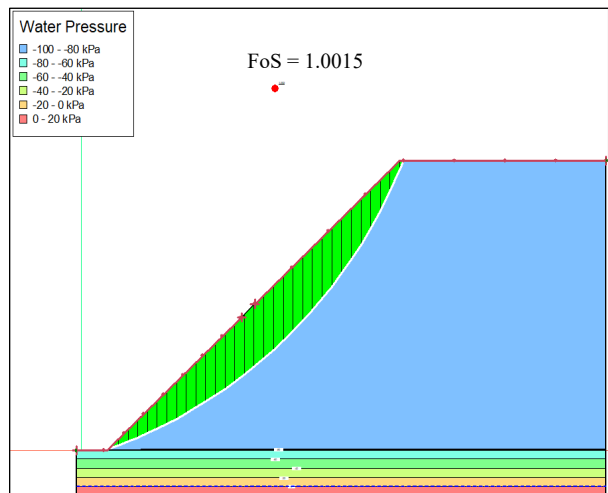 Water Pressure
-100 - -80 kPa
-80 - -60 kPa
-60 - -40 kPa
-40 - -20 kPa
-20 - 0 kPa
0 - 20 kPa
FoS = 1.0015